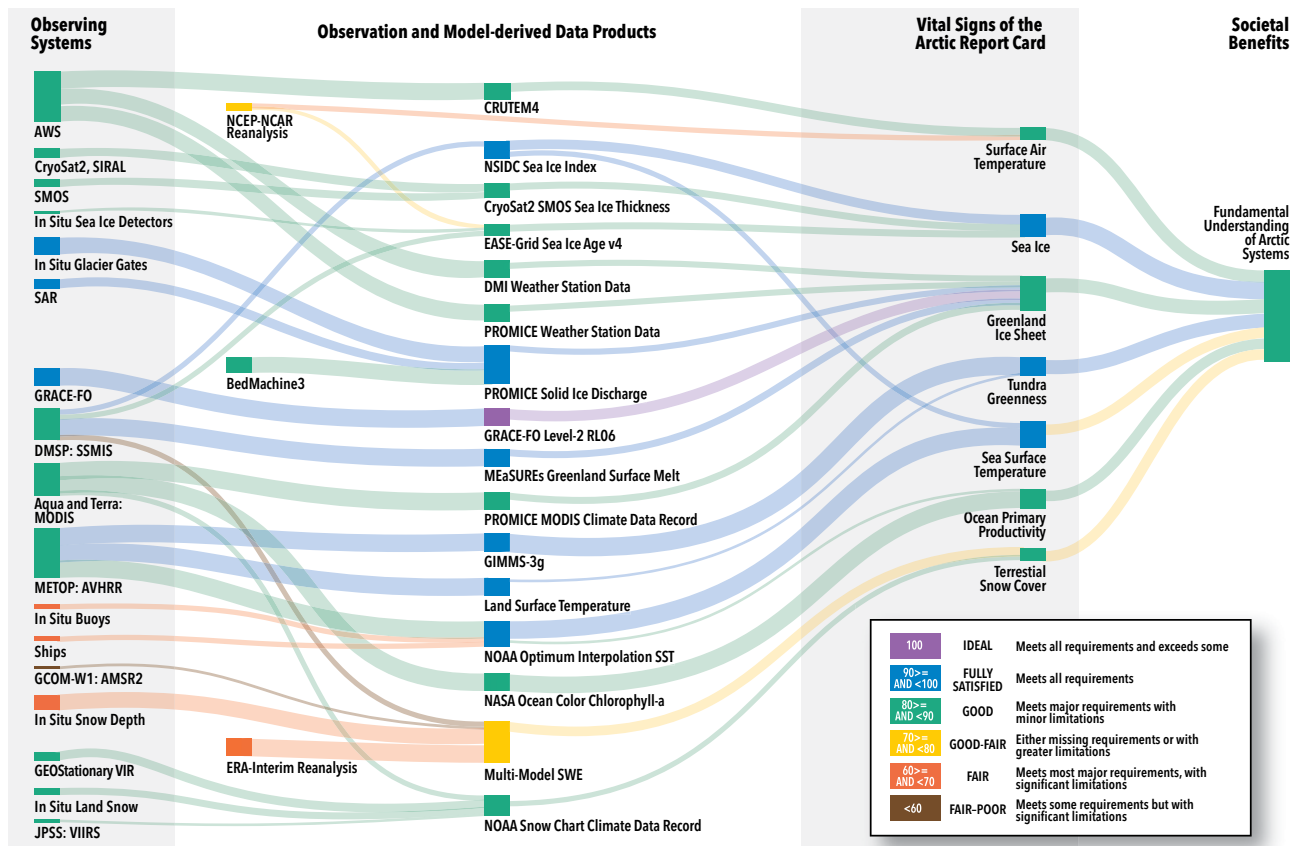 Observing
Systems
Observation and Model-derived Data Products
Vital Signs of the
Arctic Report Card
Societal
Benefits
AWS
CryoSat2, SIRAL
SMOS
In Situ Sea Ice Detectors
In Situ Glacier Gates
SAR
GRACE-FO
DMSP: SSMIS
Aqua and Terra:
MODIS
METOP: AVHRR
In Situ Buoys
Ships
GCOM-W1: AMSR2
In Situ Snow Depth
GEOStationary VIR
In Situ Land Snow
JPSS: VIIRS
NCEP-NCAR
Reanalysis
BedMachine3
ERA-Interim Reanalysis
CRUTEM4
NSIDC Sea Ice Index
CryoSat2 SMOS Sea Ice Thickness
EASE-Grid Sea Ice Age v4
DMI Weather Station Data
PROMICE Weather Station Data
PROMICE Solid Ice Discharge
GRACE-FO Level-2 RL06
MEaSUREs Greenland Surface Melt
PROMICE MODIS Climate Data Record
GIMMS-3g
Land Surface Temperature
NOAA Optimum Interpolation SST
NASA Ocean Color Chlorophyll-a
Multi-Model SWE
NOAA Snow Chart Climate Data Record
Surface Air
Temperature
Sea Ice
Greenland
Ice Sheet
Tundra
Greenness
Sea Surface
Temperature
Ocean Primary
Productivity
Terrestial
Snow Cover
Fundamental
Understanding
of Arctic
Systems
100 IDEAL Meets all requirements and exceeds some
90>=
AND <100
FULLY
SATISFIED
Meets all requirements
80>=
AND <90
GOOD
Meets major requirements with
minor limitations
70>=
AND <80
GOOD-FAIR
Either missing requirements or with
greater limitations
60>=
AND <70
FAIR
Meets most major requirements, with
significant limitations
<60
FAIR–POOR
Meets some requirements but with
significant limitations